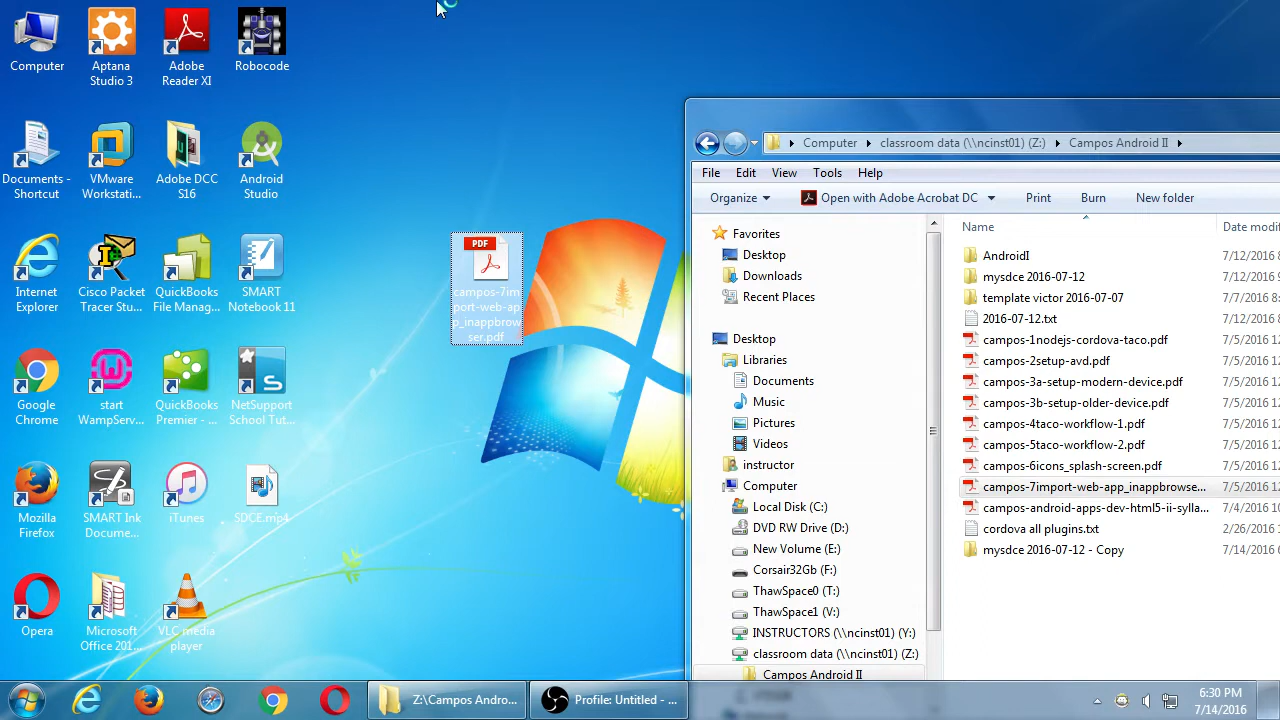 Computer
Aptana
Studio 3
Adobe
Reader XI
Robocode
Documents -
Shortcut
VMware
Workstati...
Adobe DCC
S16
Android
Studio
Internet
Explorer
Cisco Packet
Tracer Stu...
QuickBooks
File Manag...
SMART
Notebook 11
Google
Chrome
start
WampServ...
QuickBooks
Premier - ...
NetSupport
School Tut...
Mozilla
Firefox
SMART Ink
Docume...
iTunes
SDCE.mp4
Opera
Microsoft
Office 201...
VLC media
player
PDF
campos-7im
port-web-ap
p_inappbrow
ser.pdf
Computer
classroom data (\\ncinst01) (Z:)
Campos Android II
File
Edit
View
Tools
Help
Organize
Open with Adobe Acrobat DC
Print
Burn
New folder
Favorites
Desktop
Downloads
Recent Places
Desktop
Libraries
Documents
Music
Pictures
Videos
instructor
Computer
Local Disk (C:)
DVD RW Drive (D:)
New Volume (E:)
Corsair32Gb (F:)
ThawSpace0 (T:)
ThawSpace1 (V:)
INSTRUCTORS (\\ncinst01) (Y:)
classroom data (\\ncinst01) (Z:)
Campos Android II
Name
Date modif
AndroidI 7/12/2016 8
mysdce 2016-07-12 7/12/2016 8
template victor 2016-07-07 7/7/2016 8
2016-07-12.txt 7/12/2016 8
campos-1nodejs-cordova-taco.pdf 7/5/2016 12
campos-2setup-avd.pdf 7/5/2016 12
campos-3a-setup-modern-device.pdf 7/5/2016 12
campos-3b-setup-older-device.pdf 7/5/2016 12
campos-4taco-workflow-1.pdf 7/5/2016 12
campos-5taco-workflow-2.pdf 7/5/2016 12
campos-6icons_splash-screen.pdf 7/5/2016 12
campos-7import-web-app_inappbrowse... 7/7/2016 12
campos-android-apps-over-html5-ii-sylla... 7/4/2016 12
cordova all plugins.txt
mysdce 2016-07-12 - Copy 7/14/2016
Z:\Campos Andro...
Profile: Untitled - ...
6:30 PM
7/14/2016